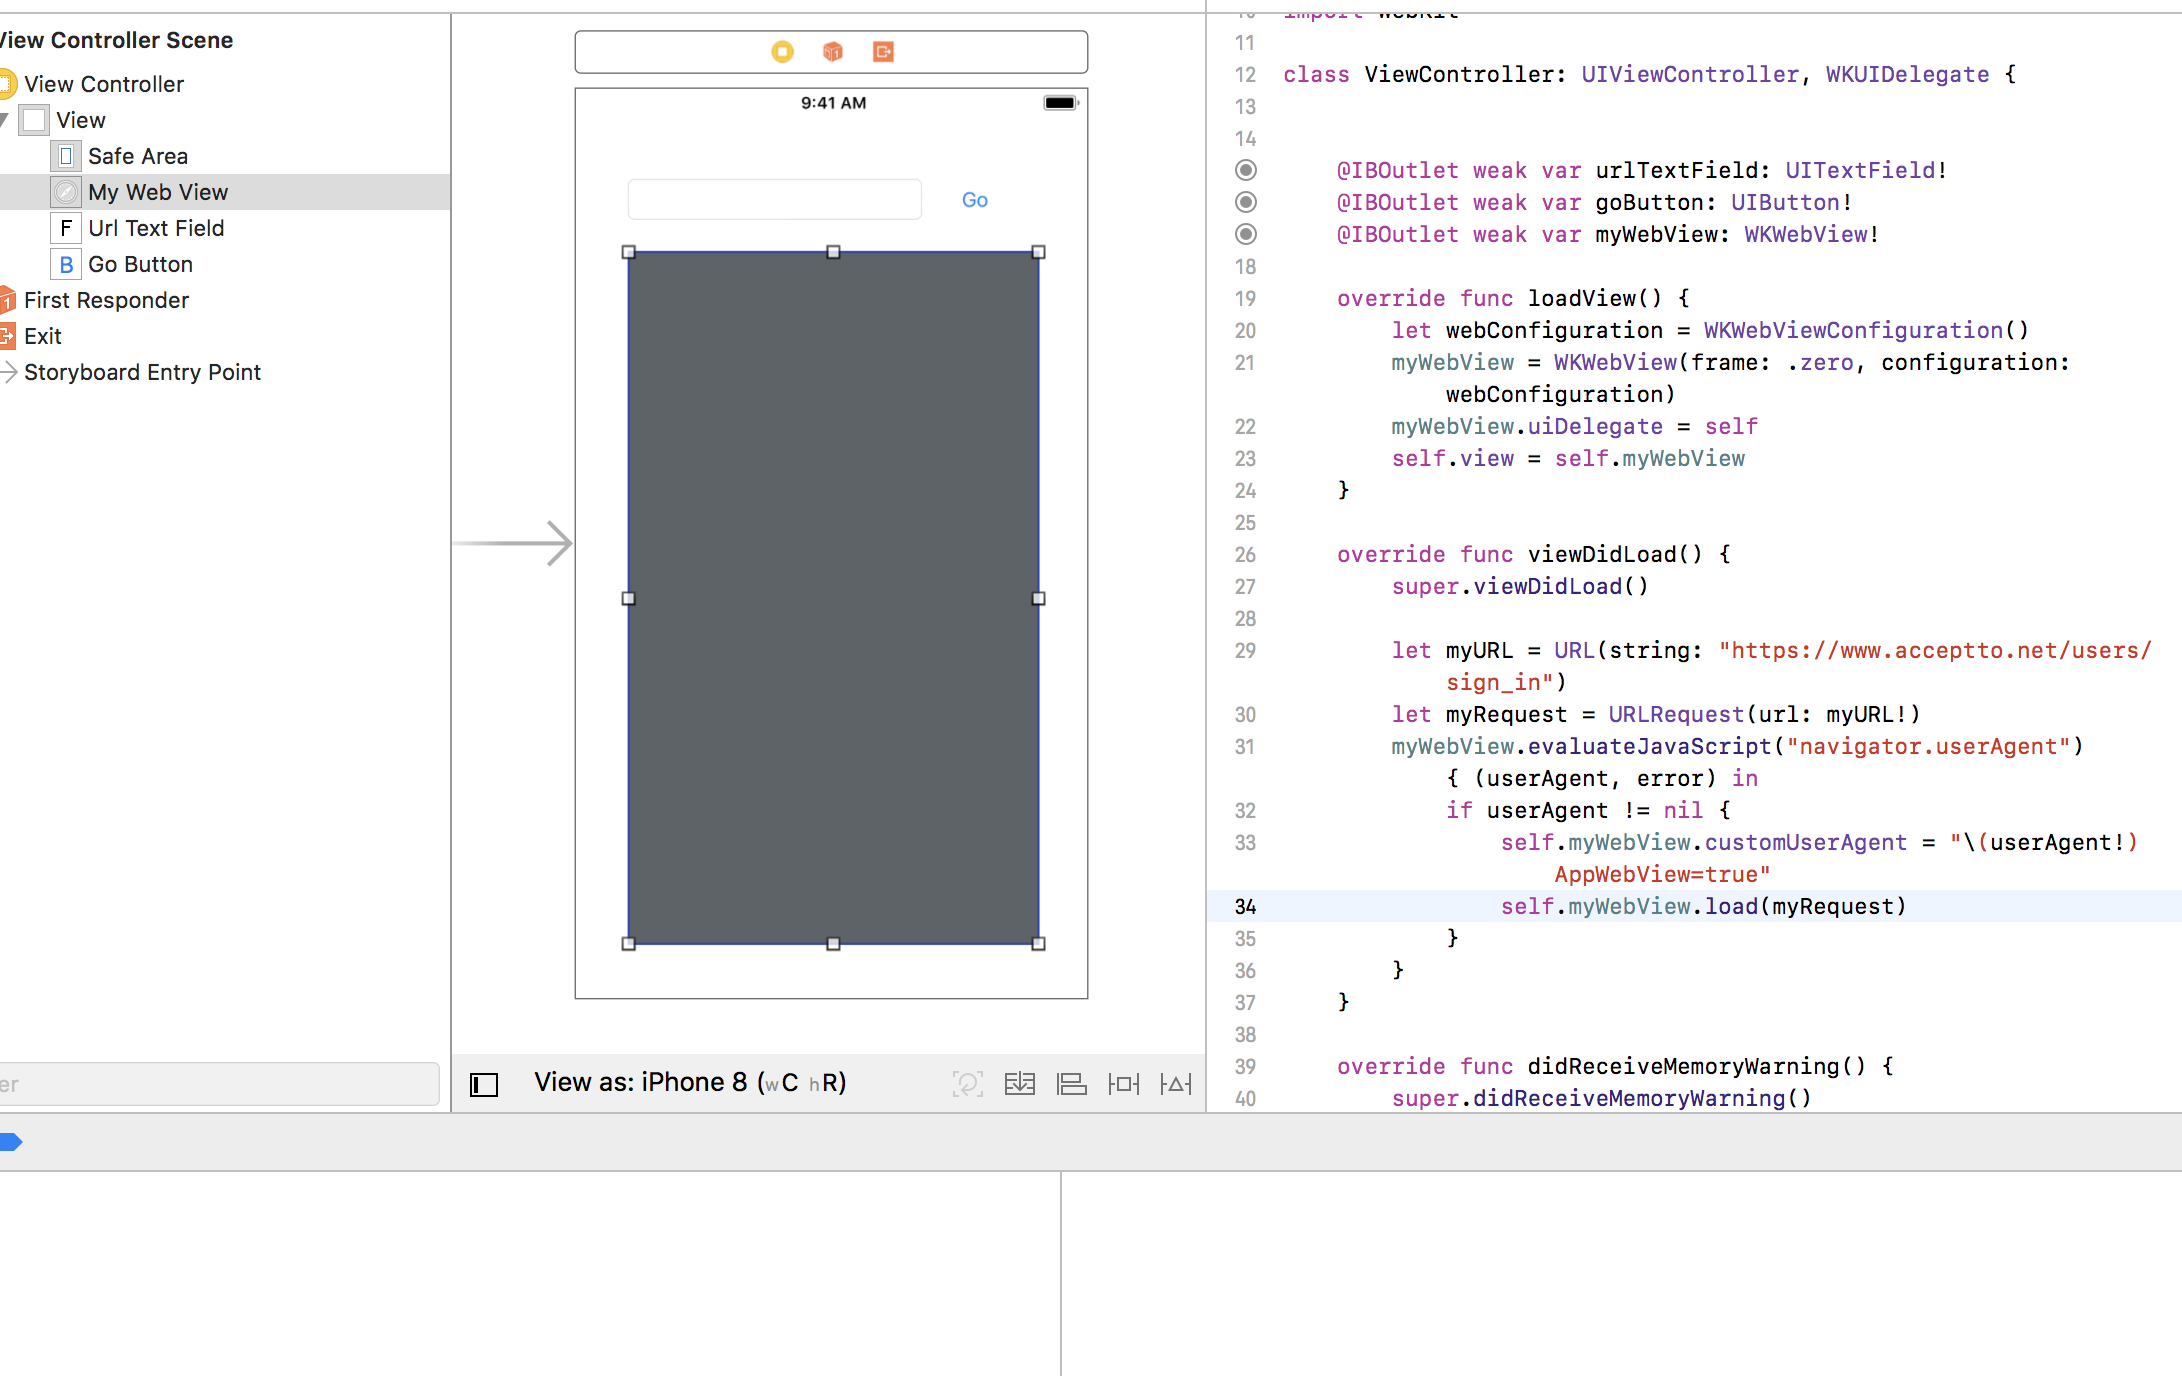 View Controller Scene
View Controller
View
Safe Area
My Web View
F Url Text Field
B Go Button
1 First Responder
Exit
Storyboard Entry Point
er
1
9:41 AM
Go
View as: iPhone 8 (wC hR)
10 import WebKit
11
12 class ViewController: UIViewController, WKUIDelegate {
13
14
@IBOutlet weak var urlTextField: UITextField!
@IBOutlet weak var goButton: UIButton!
@IBOutlet weak var myWebView: WKWebView!
18
19 override func loadView() {
20 let webConfiguration = WKWebViewConfiguration()
21 myWebView = WKWebView(frame: .zero, configuration:
webConfiguration)
22 myWebView.uiDelegate = self
23 self.view = self.myWebView
24 }
25
26 override func viewDidLoad() {
27 super.viewDidLoad()
28
29 let myURL = URL(string: "https://www.acceptto.net/users/
sign_in")
30 let myRequest = URLRequest(url: myURL!)
31 myWebView.evaluateJavaScript("navigator.userAgent")
{ (userAgent, error) in
32 if userAgent != nil {
33 self.myWebView.customUserAgent = "\(userAgent!)
AppWebView=true"
34 self.myWebView.load(myRequest)
35 }
36 }
37 }
38
39 override func didReceiveMemoryWarning() {
40 super.didReceiveMemoryWarning()